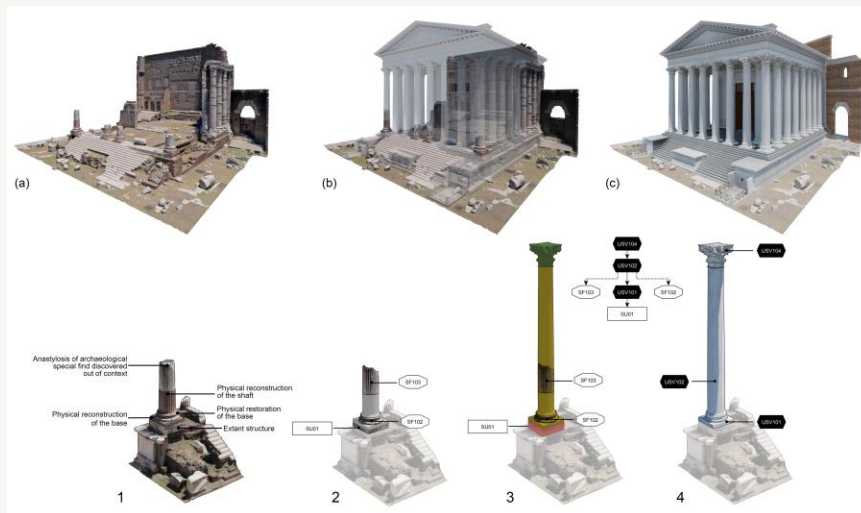 (a)
(b)
(c)
USV104
USV102
SF103
USV101
SF102
SU01
USV104
Anastylosis of archaeological
special find discovered
out of context
Physical reconstruction
of the shaft
Physical restoration
of the base
Physical reconstruction
of the base
Extant structure
SF103
SU01
SF102
SF103
SU01
SF102
USV102
USV101
1
2
3
4